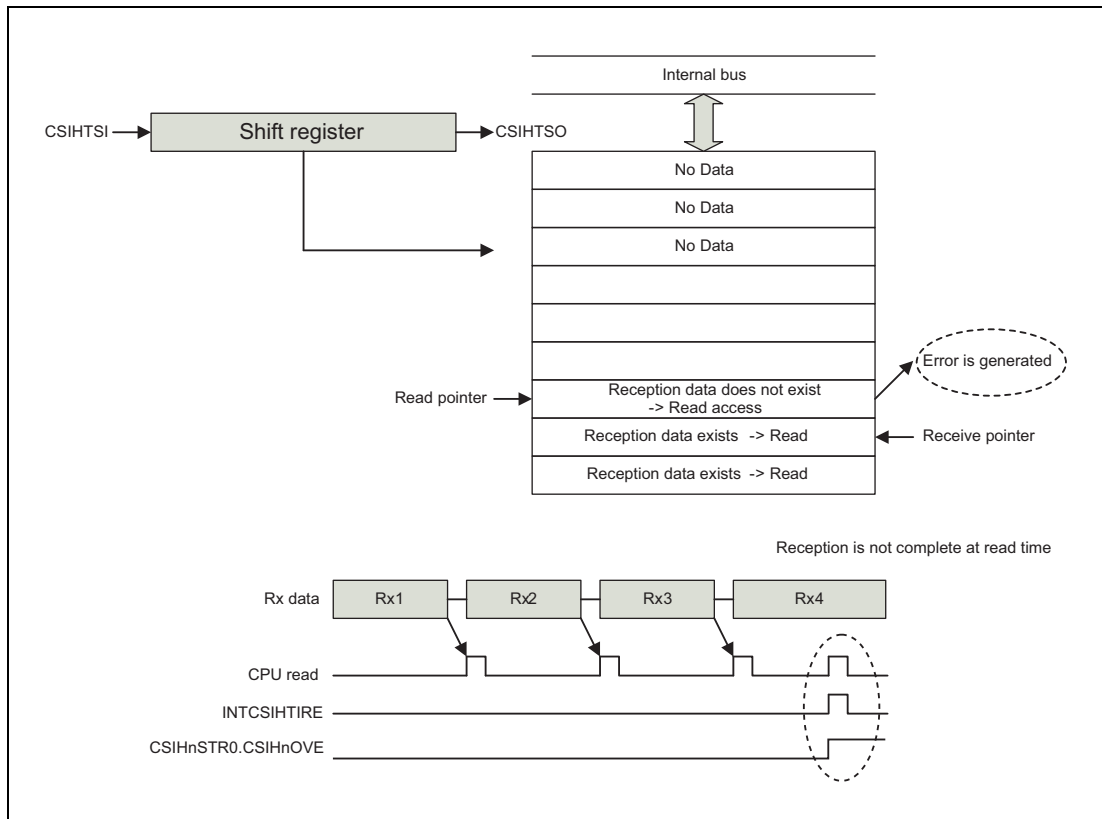 Internal bus
CSIHTSI
Shift register
CSIHTSO
No Data
No Data
No Data
Error is generated
Read pointer
Reception data does not exist
-> Read access
Reception data exists -> Read
Receive pointer
Reception data exists -> Read
Reception is not complete at read time
Rx data
Rx1
Rx2
Rx3
Rx4
CPU read
INTCSIHTIRE
CSIHnSTR0.CSIHnOVE